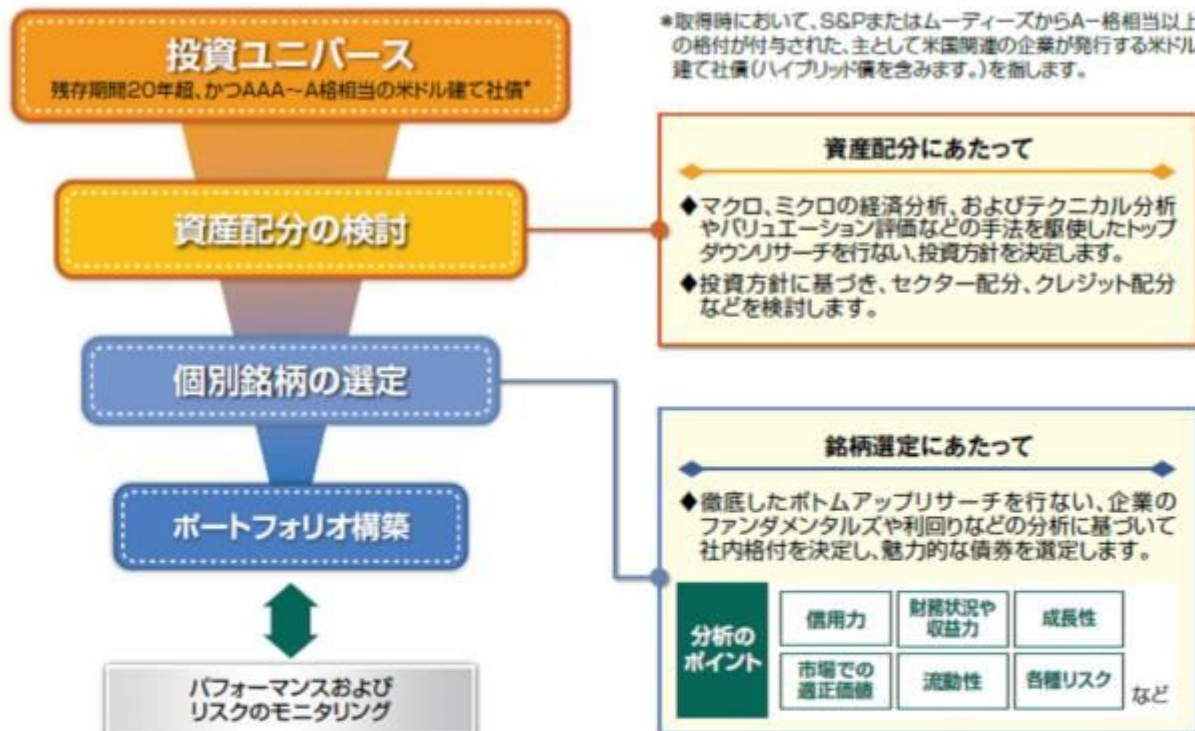 投資ユニバース
残存期間20年超、かつAAA～A格相当の米ドル建て社債*
*取得時において、S&PまたはムーディーズからA－格相当以上
の格付が付与された、主として米国関連の企業が発行する米ドル
建て社債(ハイブリッド債を含みます。)を指します。
資産配分の検討
資産配分にあたって
◆マクロ、ミクロの経済分析、およびテクニカル分析
やバリュエーション評価などの手法を駆使したトップ
ダウンリサーチを行ない、投資方針を決定します。
◆投資方針に基づき、セクター配分、クレジット配分
などを検討します。
個別銘柄の選定
銘柄選定にあたって
◆徹底したボトムアップリサーチを行ない、企業の
ファンダメンタルズや利回りなどの分析に基づいて
社内格付を決定し、魅力的な債券を選定します。
分析の
ポイント
信用力
財務状況や
収益力
成長性
市場での
適正価値
流動性
各種リスク
など
ポートフォリオ構築
パフォーマンスおよび
リスクのモニタリング